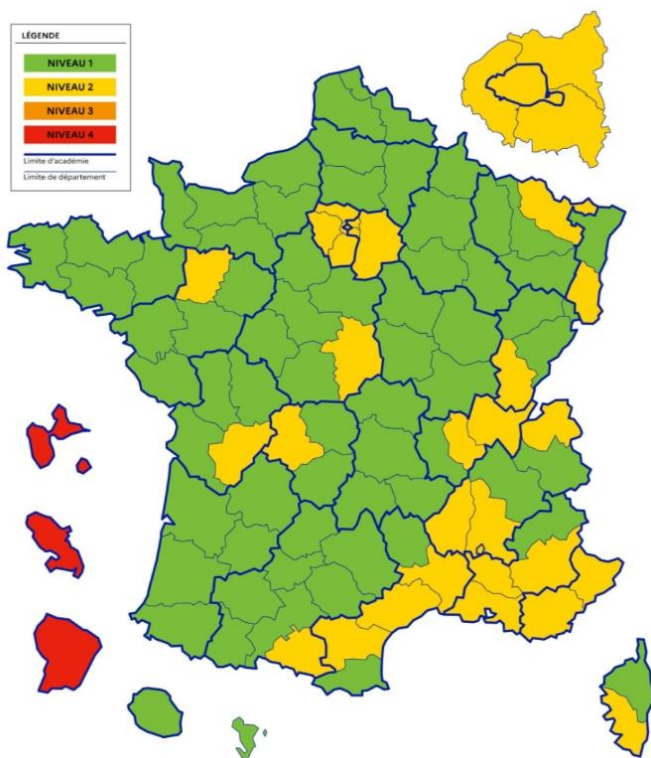 LÉGENDE
NIVEAU 1
NIVEAU 2
NIVEAU 3
NIVEAU 4
Limite d'académie
Limite de département